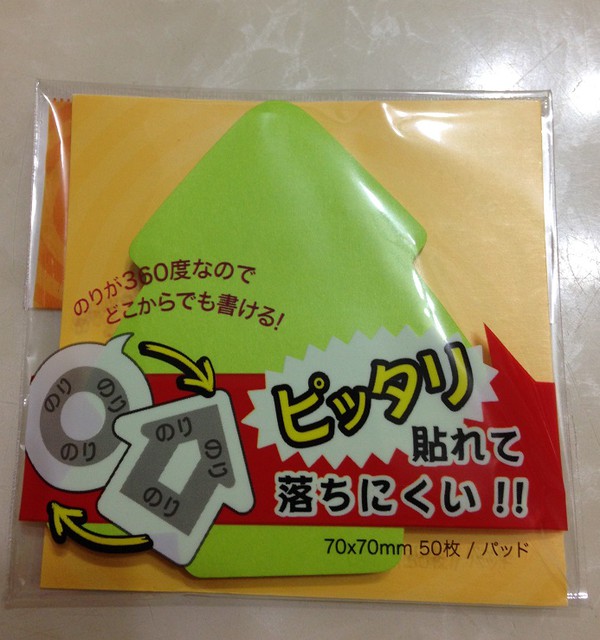 のりが360度なので
どこからでも書ける!
のり
のり
のり
のり
のり
のり
ピッタリ
貼れて
落ちにくい!!
70x70mm 50枚 / パッド